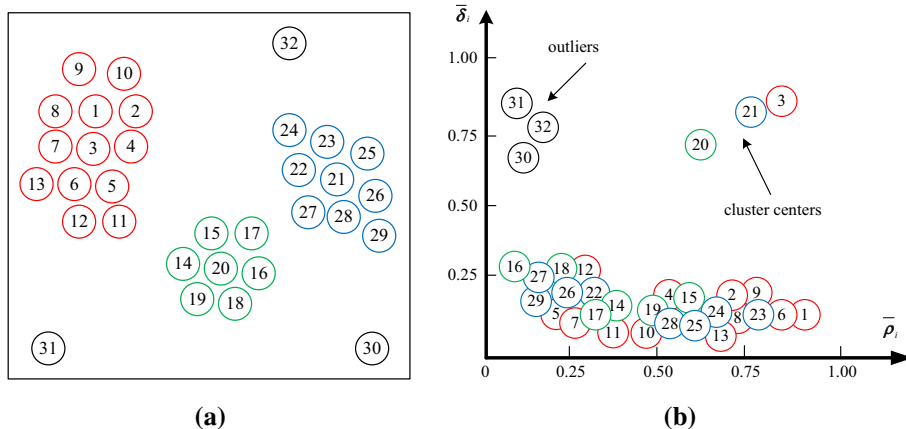 32
9 10
8 1 2
7 3 4
13 6 5
12 11
24 23 25
22 21 26
27 28 29
15 17
14 20 16
19 18
31
30
(a)
δ̅ᵢ
1.00
0.75
0.50
0.25
outliers
31
32
30
21 3
20
cluster centers
16 18 12
27 26 22
29 5 7 17 14
11 10
4 15 19
28 25 24
2 9
8 23 6 1
13
ρ̅ᵢ
0 0.25 0.50 0.75 1.00
(b)